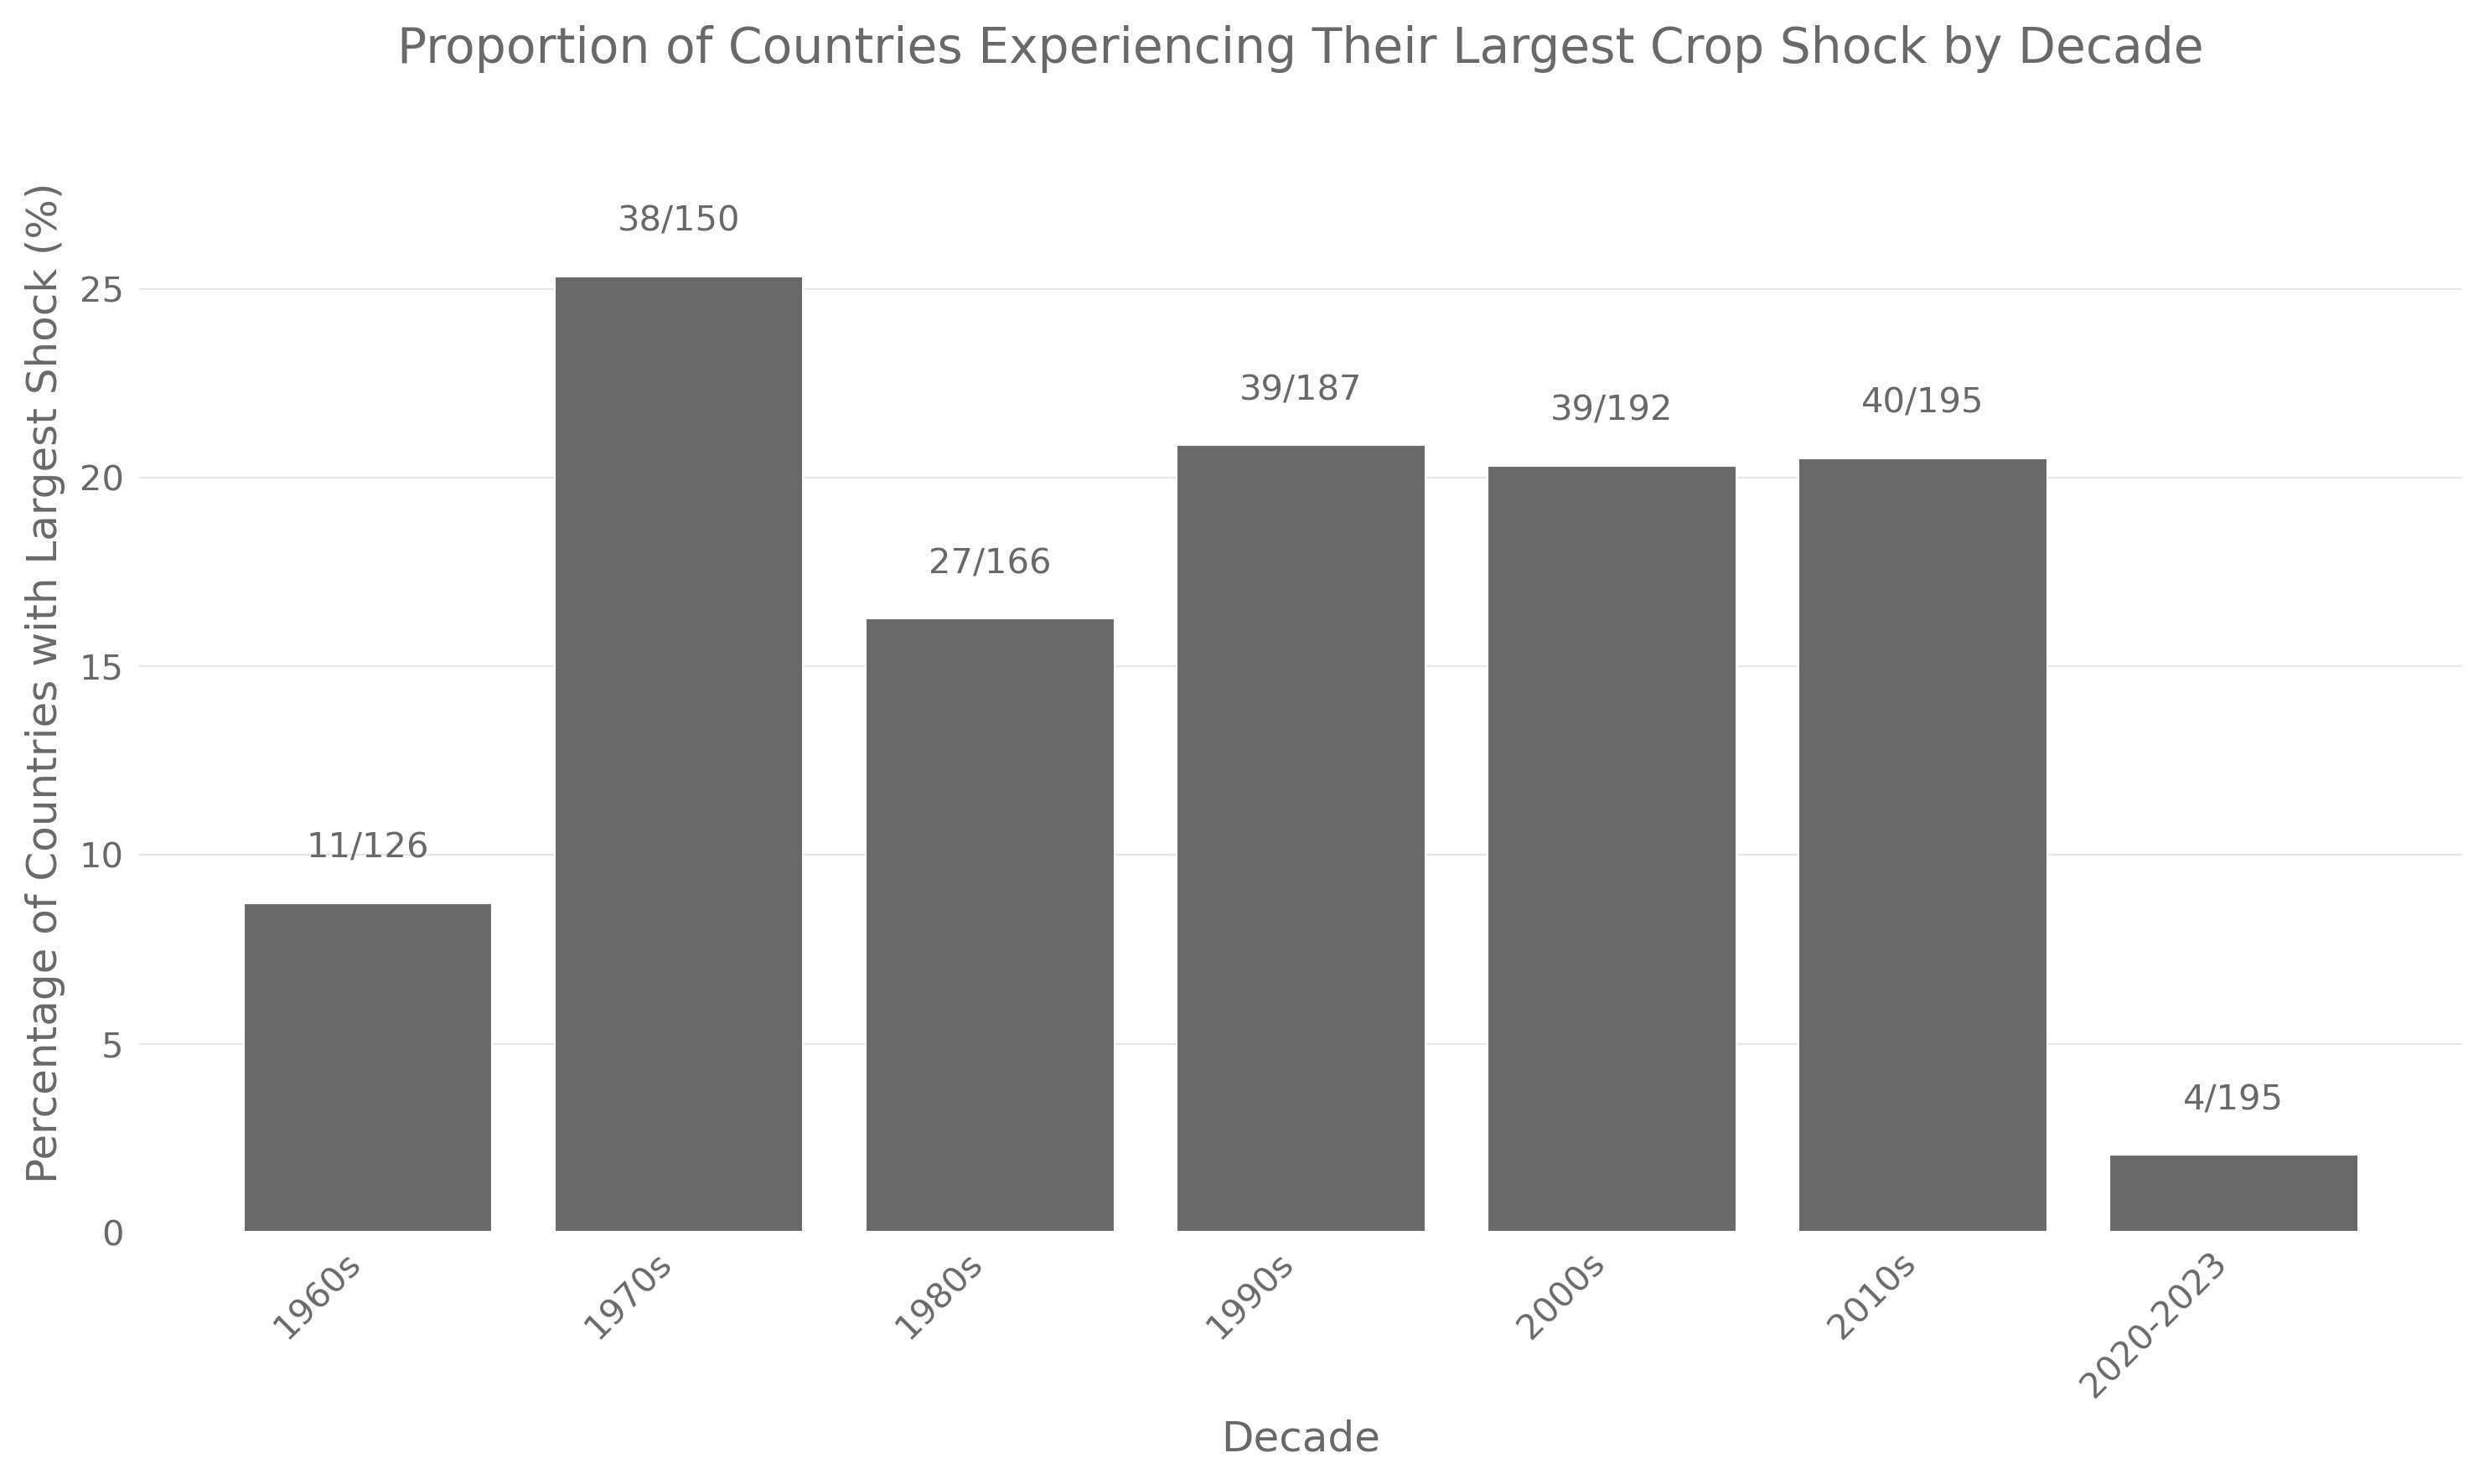 Proportion of Countries Experiencing Their Largest Crop Shock by Decade
Percentage of Countries with Largest Shock (%)
25
20
15
10
5
0
11/126
38/150
27/166
39/187
39/192
40/195
4/195
1960s
1970s
1980s
1990s
2000s
2010s
2020-2023
Decade